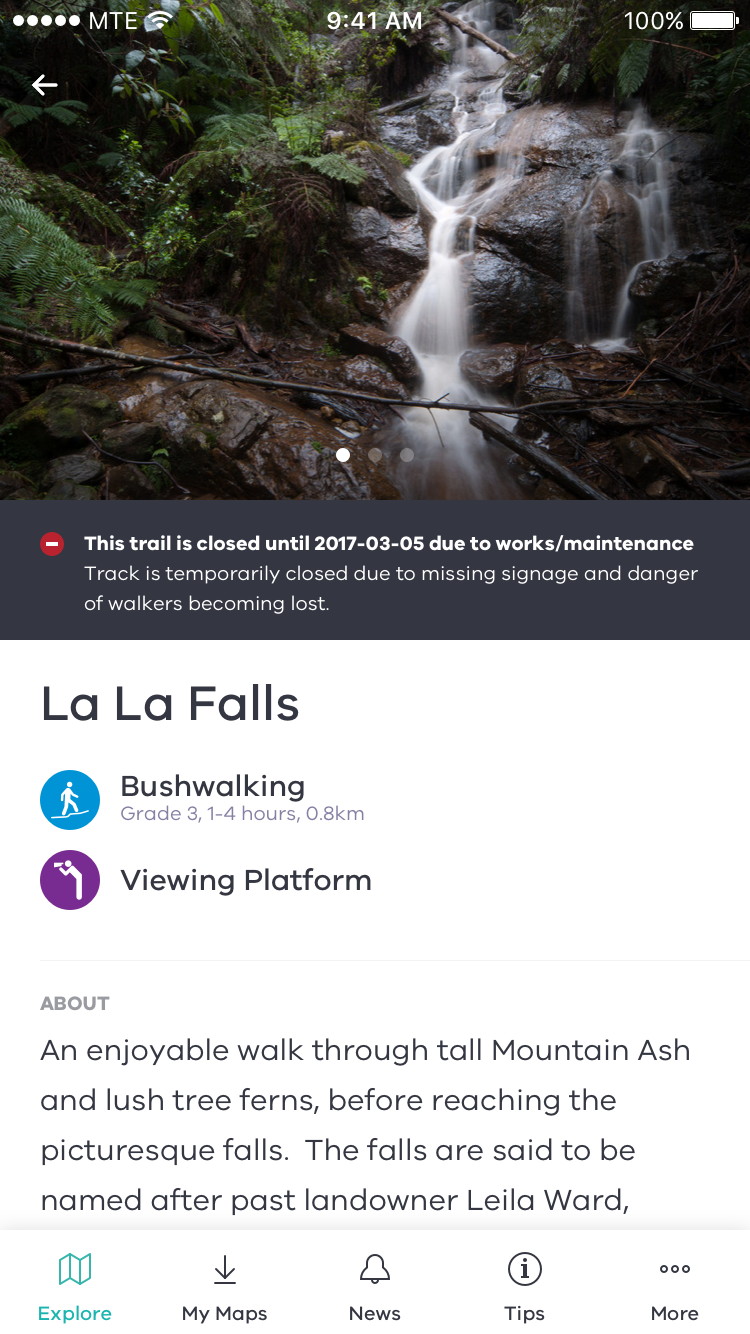 MTE 9:41 AM 100%
This trail is closed until 2017-03-05 due to works/maintenance
Track is temporarily closed due to missing signage and danger
of walkers becoming lost.
La La Falls
Bushwalking
Grade 3, 1-4 hours, 0.8km
Viewing Platform
ABOUT
An enjoyable walk through tall Mountain Ash
and lush tree ferns, before reaching the
picturesque falls.  The falls are said to be
named after past landowner Leila Ward,
Explore My Maps News Tips More